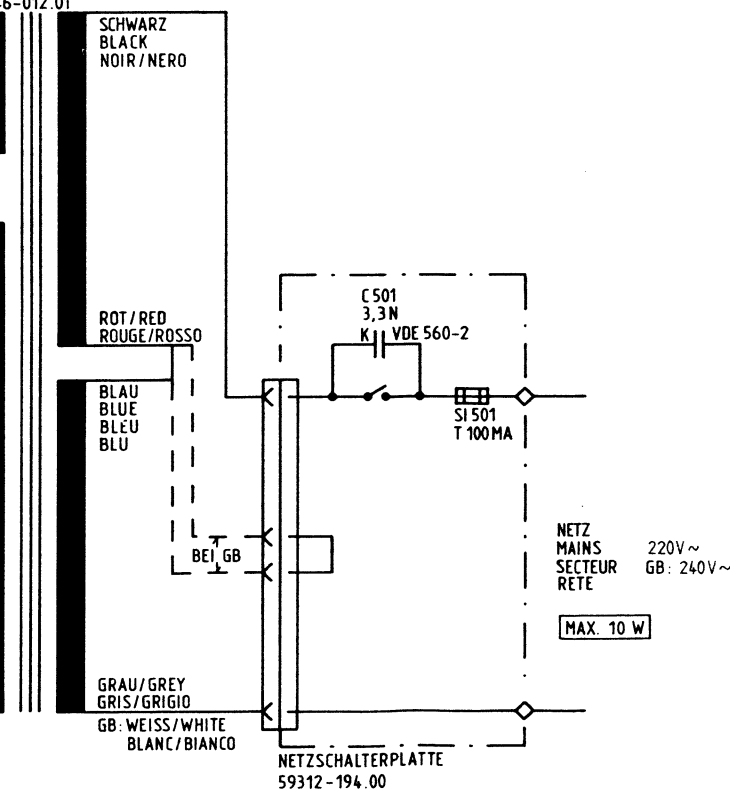 SCHWARZ
BLACK
NOIR/NERO
C501
3,3N
K VDE 560-2
ROT/RED
ROUGE/ROSSO
BLAU
BLUE
BLEU
BLU
SI 501
T 100 MA
BEI GB
NETZ
MAINS 220V~
SECTEUR GB: 240V~
RETE
MAX. 10 W
GRAU/GREY
GRIS/GRIGIO
GB: WEISS/WHITE
BLANC/BIANCO
NETZSCHALTERPLATTE
59312-194.00